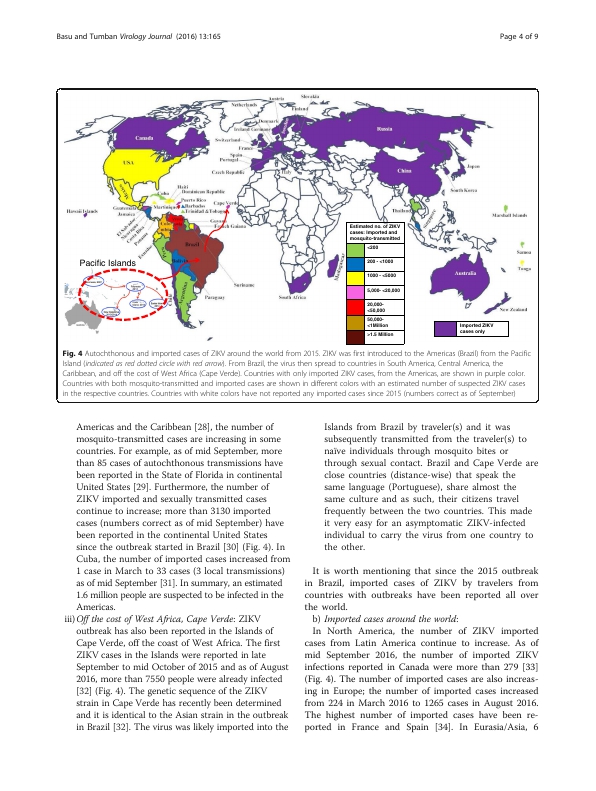 Basu and Tumban Virology Journal (2016) 13:165
Page 4 of 9
Slovakia
Austria
Netherlands
Finland
Denmark
Ireland
Switzerland
France
Spain
Portugal
Czech Republic
Italy
Canada
Russia
USA
China
Japan
South Korea
Mexico
Cuba
Haiti
Dominican Republic
Puerto Rico
Barbados
Trinidad & Tobago
Martinique
Cape Verde
Guatemala
Jamaica
El Salvador
Hawaii Islands
French Guiana
Thailand
Marshall Islands
Samoa
Tonga
Brazil
Suriname
Paraguay
South Africa
Australia
New Zealand
Pacific Islands
Estimated no. of ZIKV
cases: imported and
mosquito-transmitted
<200
200 - <1000
1000 - <5000
5,000- <20,000
20,000-
<50,000
50,000-
<1Million
>1.5 Million
Imported ZIKV
cases only
Fig. 4 Autochthonous and imported cases of ZIKV around the world from 2015. ZIKV was first introduced to the Americas (Brazil) from the Pacific
Island (indicated as red dotted circle with red arrow). From Brazil, the virus then spread to countries in South America, Central America, the
Caribbean, and off the cost of West Africa (Cape Verde). Countries with only imported ZIKV cases, from the Americas, are shown in purple color.
Countries with both mosquito-transmitted and imported cases are shown in different colors with an estimated number of suspected ZIKV cases
in the respective countries. Countries with white colors have not reported any imported cases since 2015 (numbers correct as of September)
Americas and the Caribbean [28], the number of
mosquito-transmitted cases are increasing in some
countries. For example, as of mid September, more
than 85 cases of autochthonous transmissions have
been reported in the State of Florida in continental
United States [29]. Furthermore, the number of
ZIKV imported and sexually transmitted cases
continue to increase; more than 3130 imported
cases (numbers correct as of mid September) have
been reported in the continental United States
since the outbreak started in Brazil [30] (Fig. 4). In
Cuba, the number of imported cases increased from
1 case in March to 33 cases (3 local transmissions)
as of mid September [31]. In summary, an estimated
1.6 million people are suspected to be infected in the
Americas.
iii) Off the cost of West Africa, Cape Verde: ZIKV
outbreak has also been reported in the Islands of
Cape Verde, off the coast of West Africa. The first
ZIKV cases in the Islands were reported in late
September to mid October of 2015 and as of August
2016, more than 7550 people were already infected
[32] (Fig. 4). The genetic sequence of the ZIKV
strain in Cape Verde has recently been determined
and it is identical to the Asian strain in the outbreak
in Brazil [32]. The virus was likely imported into the
Islands from Brazil by traveler(s) and it was
subsequently transmitted from the traveler(s) to
naïve individuals through mosquito bites or
through sexual contact. Brazil and Cape Verde are
close countries (distance-wise) that speak the
same language (Portuguese), share almost the
same culture and as such, their citizens travel
frequently between the two countries. This made
it very easy for an asymptomatic ZIKV-infected
individual to carry the virus from one country to
the other.
It is worth mentioning that since the 2015 outbreak
in Brazil, imported cases of ZIKV by travelers from
countries with outbreaks have been reported all over
the world.
b) Imported cases around the world:
In North America, the number of ZIKV imported
cases from Latin America continue to increase. As of
mid September 2016, the number of imported ZIKV
infections reported in Canada were more than 279 [33]
(Fig. 4). The number of imported cases are also increas-
ing in Europe; the number of imported cases increased
from 224 in March 2016 to 1265 cases in August 2016.
The highest number of imported cases have been re-
ported in France and Spain [34]. In Eurasia/Asia, 6